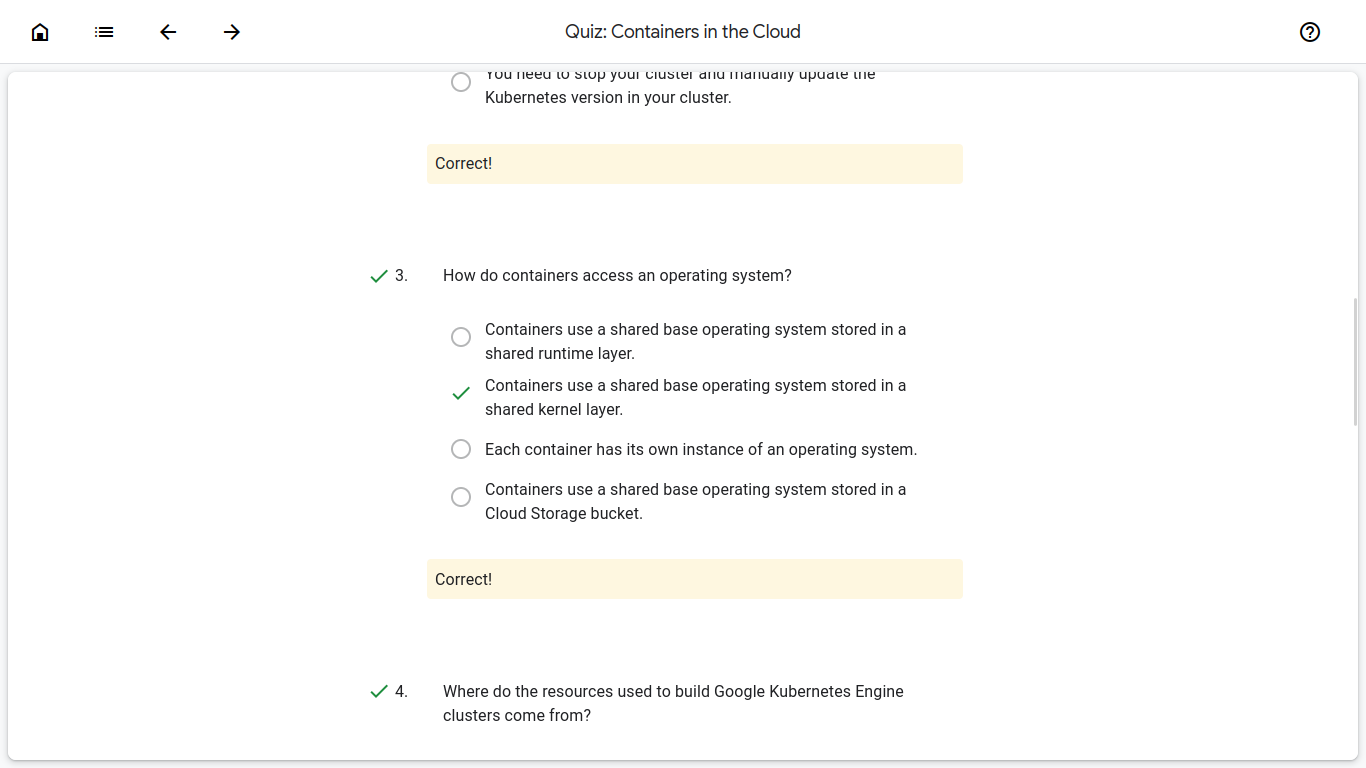 Quiz: Containers in the Cloud
You need to stop your cluster and manually update the
Kubernetes version in your cluster.
Correct!
3. How do containers access an operating system?
Containers use a shared base operating system stored in a
shared runtime layer.
Containers use a shared base operating system stored in a
shared kernel layer.
Each container has its own instance of an operating system.
Containers use a shared base operating system stored in a
Cloud Storage bucket.
Correct!
4. Where do the resources used to build Google Kubernetes Engine
clusters come from?